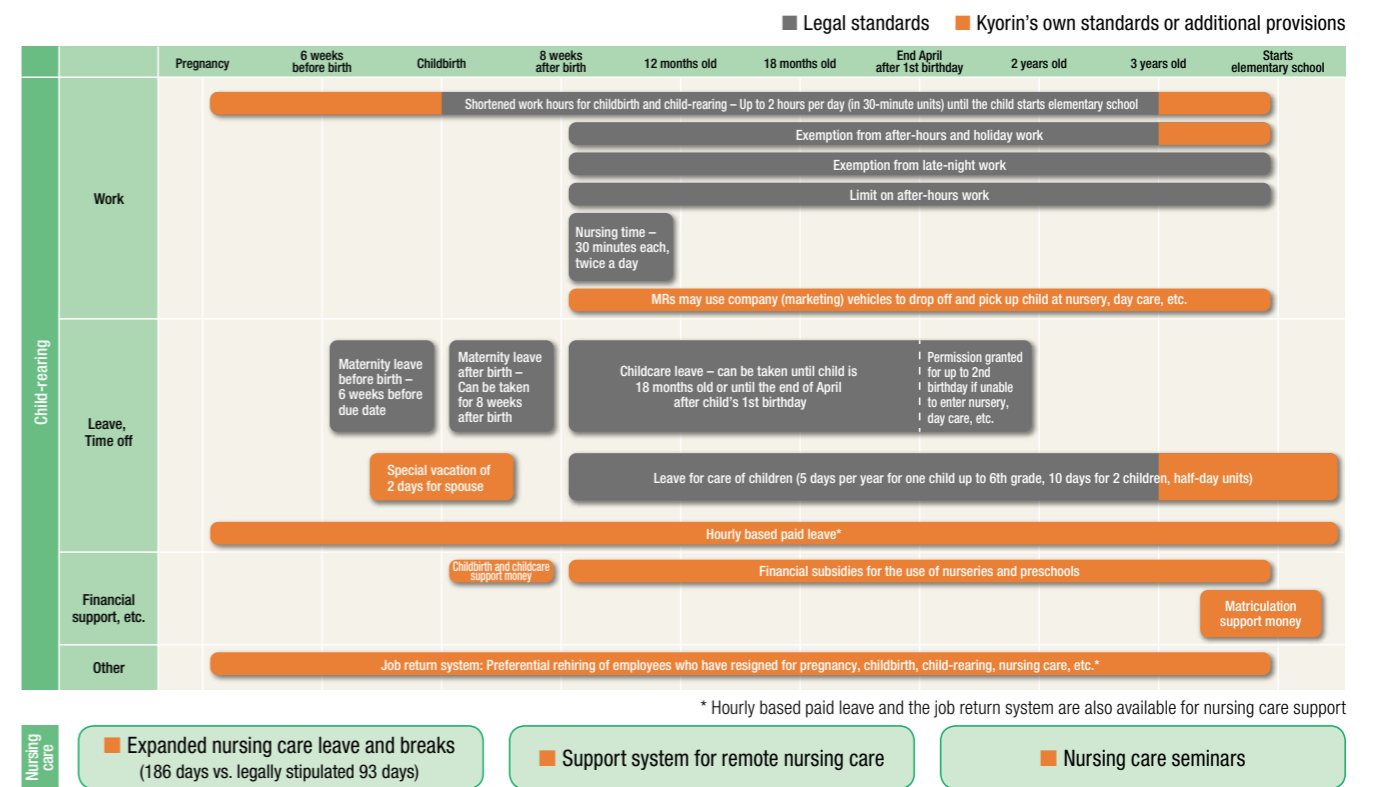 Legal standards
Kyorin’s own standards or additional provisions
Pregnancy
6 weeks
before birth
Childbirth
8 weeks
after birth
12 months old
18 months old
End April
after 1st birthday
2 years old
3 years old
Starts
elementary school
Child-rearing
Work
Shortened work hours for childbirth and child-rearing – Up to 2 hours per day (in 30-minute units) until the child starts elementary school
Exemption from after-hours and holiday work
Exemption from late-night work
Limit on after-hours work
Nursing time –
30 minutes each,
twice a day
MRs may use company (marketing) vehicles to drop off and pick up child at nursery, day care, etc.
Leave,
Time off
Maternity leave
before birth –
6 weeks before
due date
Maternity leave
after birth –
Can be taken
for 8 weeks
after birth
Childcare leave – can be taken until child is
18 months old or until the end of April
after child’s 1st birthday
Permission granted
for up to 2nd
birthday if unable
to enter nursery,
day care, etc.
Special vacation of
2 days for spouse
Leave for care of children (5 days per year for one child up to 6th grade, 10 days for 2 children, half-day units)
Hourly based paid leave*
Financial
support, etc.
Childbirth and childcare
support money
Financial subsidies for the use of nurseries and preschools
Matriculation
support money
Other
Job return system: Preferential rehiring of employees who have resigned for pregnancy, childbirth, child-rearing, nursing care, etc.*
* Hourly based paid leave and the job return system are also available for nursing care support
Nursing
care
Expanded nursing care leave and breaks
(186 days vs. legally stipulated 93 days)
Support system for remote nursing care
Nursing care seminars